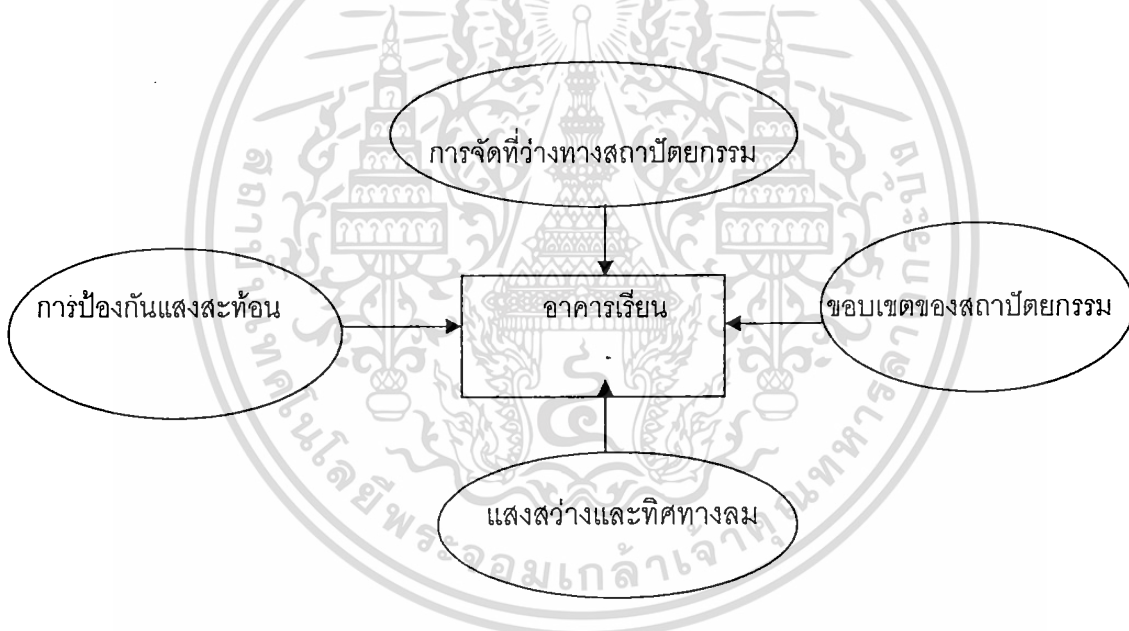 การจัดที่ว่างทางสถาปัตยกรรม
การป้องกันแสงสะท้อน
อาคารเรียน
ขอบเขตของสถาปัตยกรรม
แสงสว่างและทิศทางลม